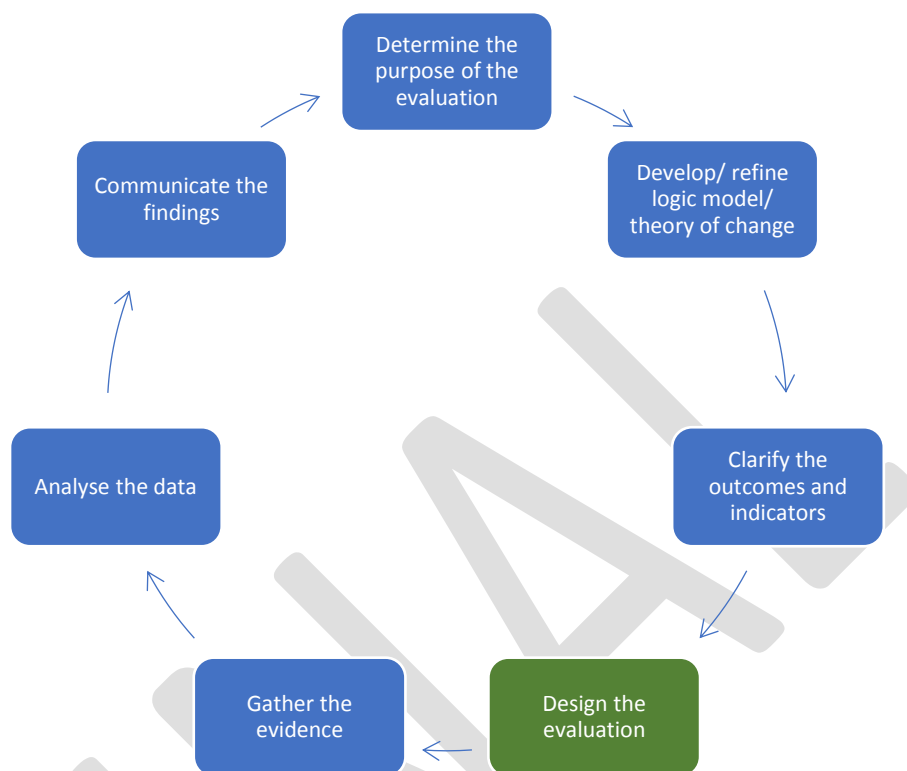 Determine the
purpose of the
evaluation
Develop/ refine
logic model/
theory of change
Clarify the
outcomes and
indicators
Design the
evaluation
Gather the
evidence
Analyse the data
Communicate the
findings